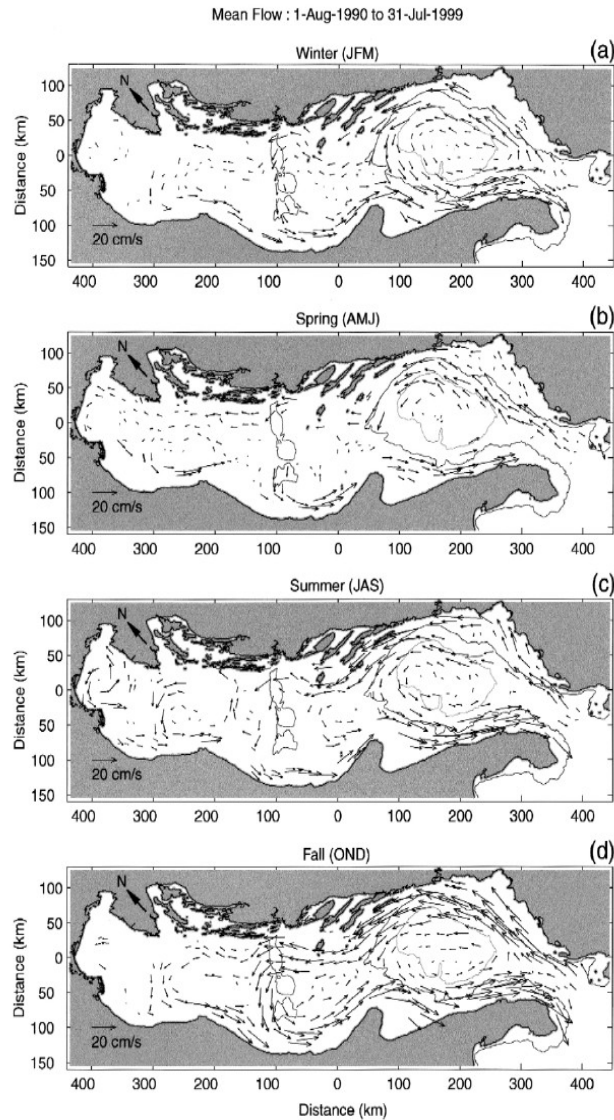 Mean Flow : 1-Aug-1990 to 31-Jul-1999
Winter (JFM)
(a)
N
100
50
0
50
100
150
Distance (km)
20 cm/s
400 300 200 100 0 100 200 300 400
Spring (AMJ)
(b)
N
100
50
0
50
100
150
Distance (km)
20 cm/s
400 300 200 100 0 100 200 300 400
Summer (JAS)
(c)
N
100
50
0
50
100
150
Distance (km)
20 cm/s
400 300 200 100 0 100 200 300 400
Fall (OND)
(d)
N
100
50
0
50
100
150
Distance (km)
20 cm/s
400 300 200 100 0 100 200 300 400
Distance (km)